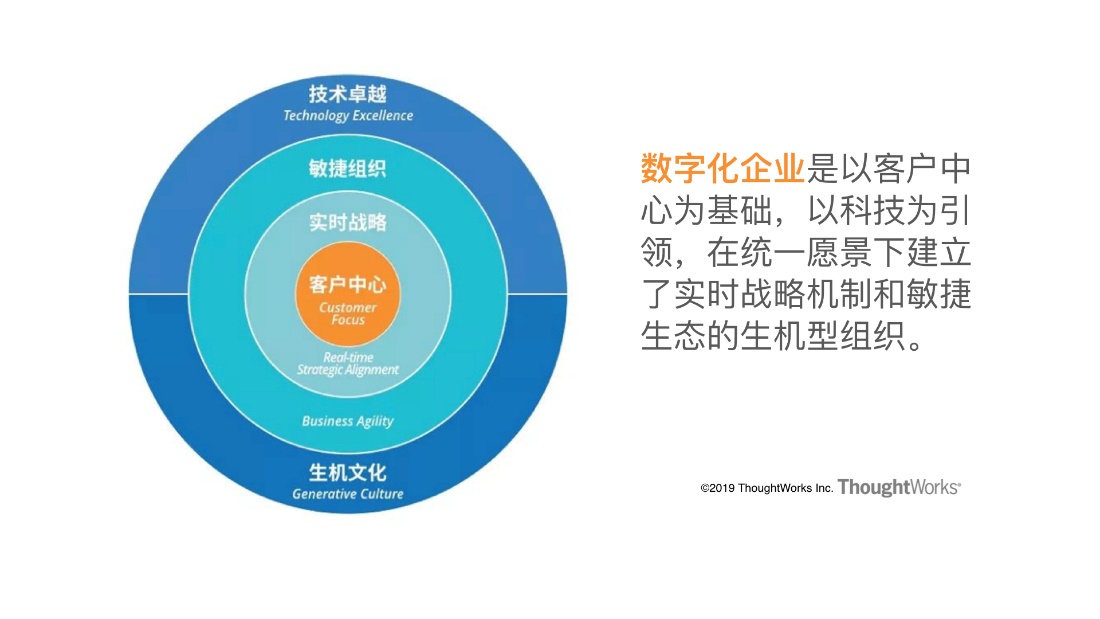 技术卓越
Technology Excellence
敏捷组织
实时战略
客户中心
Customer
Focus
Real-time
Strategic Alignment
Business Agility
生机文化
Generative Culture
数字化企业是以客户中
心为基础，以科技为引
领，在统一愿景下建立
了实时战略机制和敏捷
生态的生机型组织。
©2019 ThoughtWorks Inc. ThoughtWorks®